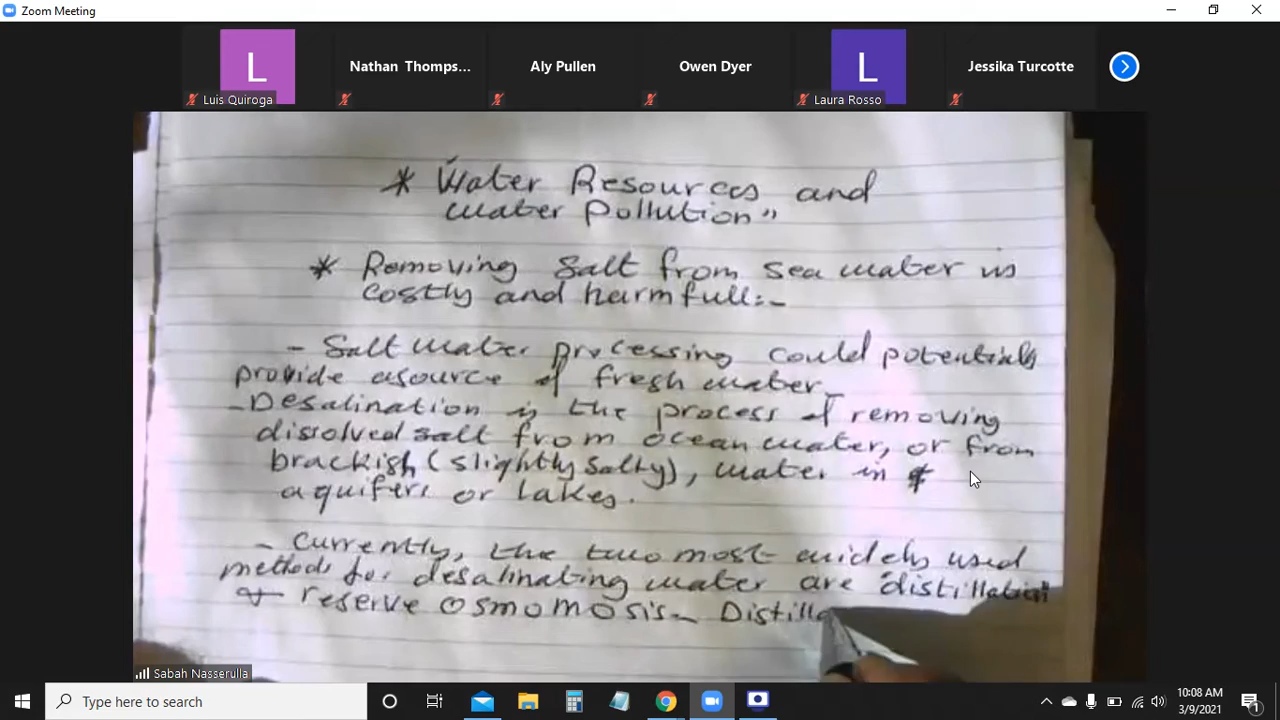 Zoom Meeting
L
Nathan Thomps...
Aly Pullen
Owen Dyer
L
Jessika Turcotte
Luis Quiroga
Laura Rosso
* "Water Resources and
water Pollution"
* Removing Salt from sea water is
costly and harmfull:-
- Salt water processing could potentials
provide a source of fresh water-
- Desalination is the process of removing
dissolved salt from ocean water, or from
brackish (slightly salty), water in
aquifers or lakes.
- Currently, the two most widely used
methods for desalinating water are distillation
& reserve osmomosis- Distilla
Sabah Nasserulla
Type here to search
10:08 AM
3/9/2021
1